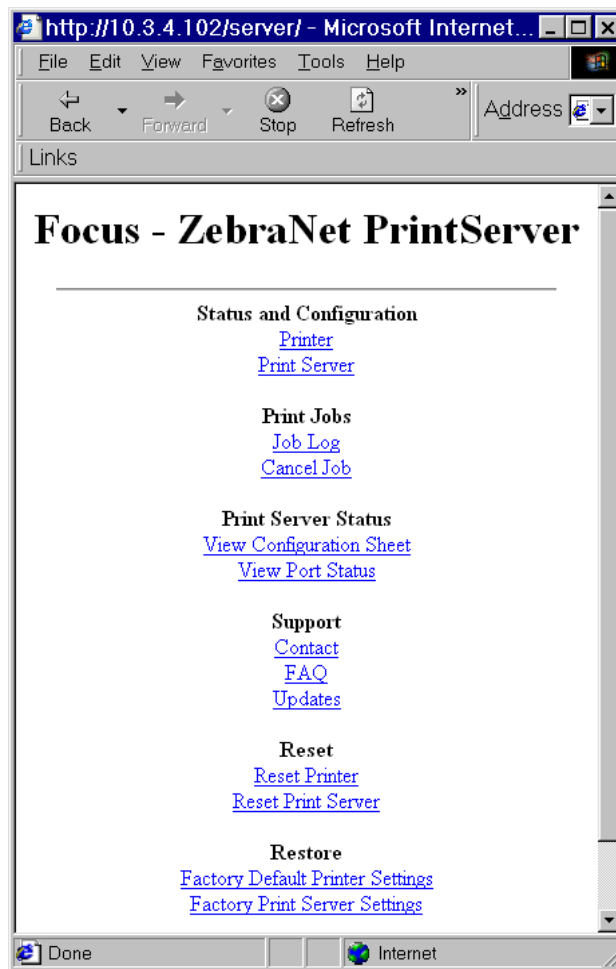 http://10.3.4.102/server/ - Microsoft Internet...
File Edit View Favorites Tools Help
Back Forward Stop Refresh » Address
Links
Focus - ZebraNet PrintServer
Status and Configuration
Printer
Print Server
Print Jobs
Job Log
Cancel Job
Print Server Status
View Configuration Sheet
View Port Status
Support
Contact
FAQ
Updates
Reset
Reset Printer
Reset Print Server
Restore
Factory Default Printer Settings
Factory Print Server Settings
Done Internet